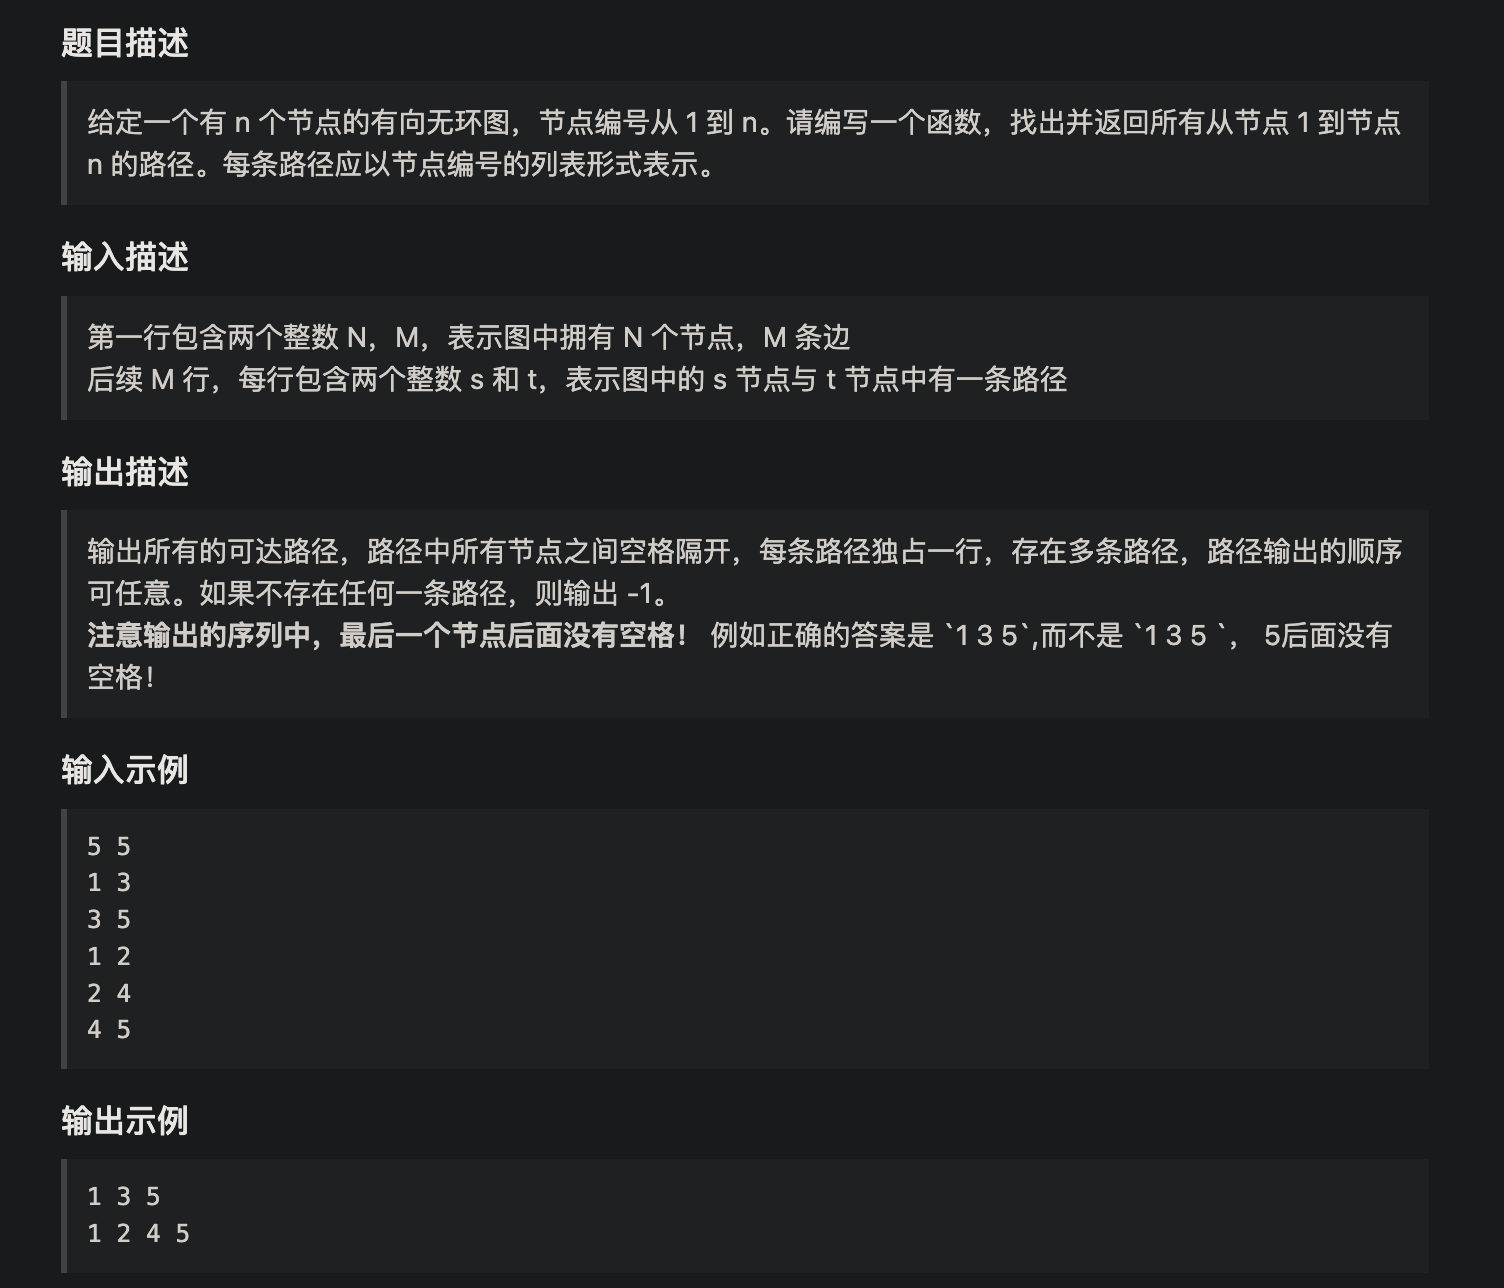 题目描述
给定一个有 n 个节点的有向无环图，节点编号从 1 到 n。请编写一个函数，找出并返回所有从节点 1 到节点
n 的路径。每条路径应以节点编号的列表形式表示。
输入描述
第一行包含两个整数 N，M，表示图中拥有 N 个节点，M 条边
后续 M 行，每行包含两个整数 s 和 t，表示图中的 s 节点与 t 节点中有一条路径
输出描述
输出所有的可达路径，路径中所有节点之间空格隔开，每条路径独占一行，存在多条路径，路径输出的顺序
可任意。如果不存在任何一条路径，则输出 -1。
注意输出的序列中，最后一个节点后面没有空格！ 例如正确的答案是 `1 3 5`,而不是 `1 3 5 `， 5后面没有
空格！
输入示例
5 5
1 3
3 5
1 2
2 4
4 5
输出示例
1 3 5
1 2 4 5